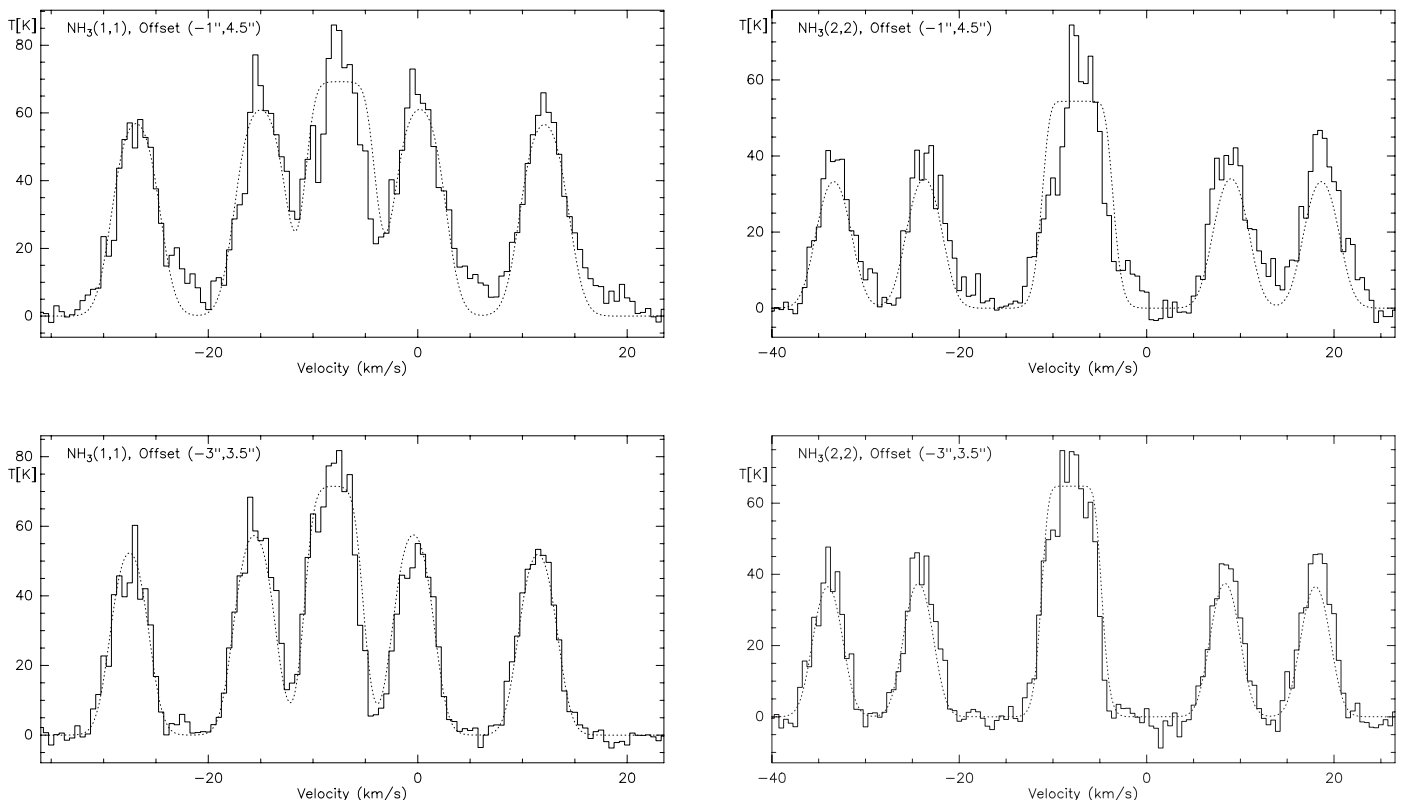 T[K] NH₃(1,1), Offset (−1",4.5")
80
60
40
20
0
−20 0 20
Velocity (km/s)
T[K] NH₃(2,2), Offset (−1",4.5")
60
40
20
0
−40 −20 0 20
Velocity (km/s)
T[K] NH₃(1,1), Offset (−3",3.5")
80
60
40
20
0
−20 0 20
Velocity (km/s)
T[K] NH₃(2,2), Offset (−3",3.5")
60
40
20
0
−40 −20 0 20
Velocity (km/s)